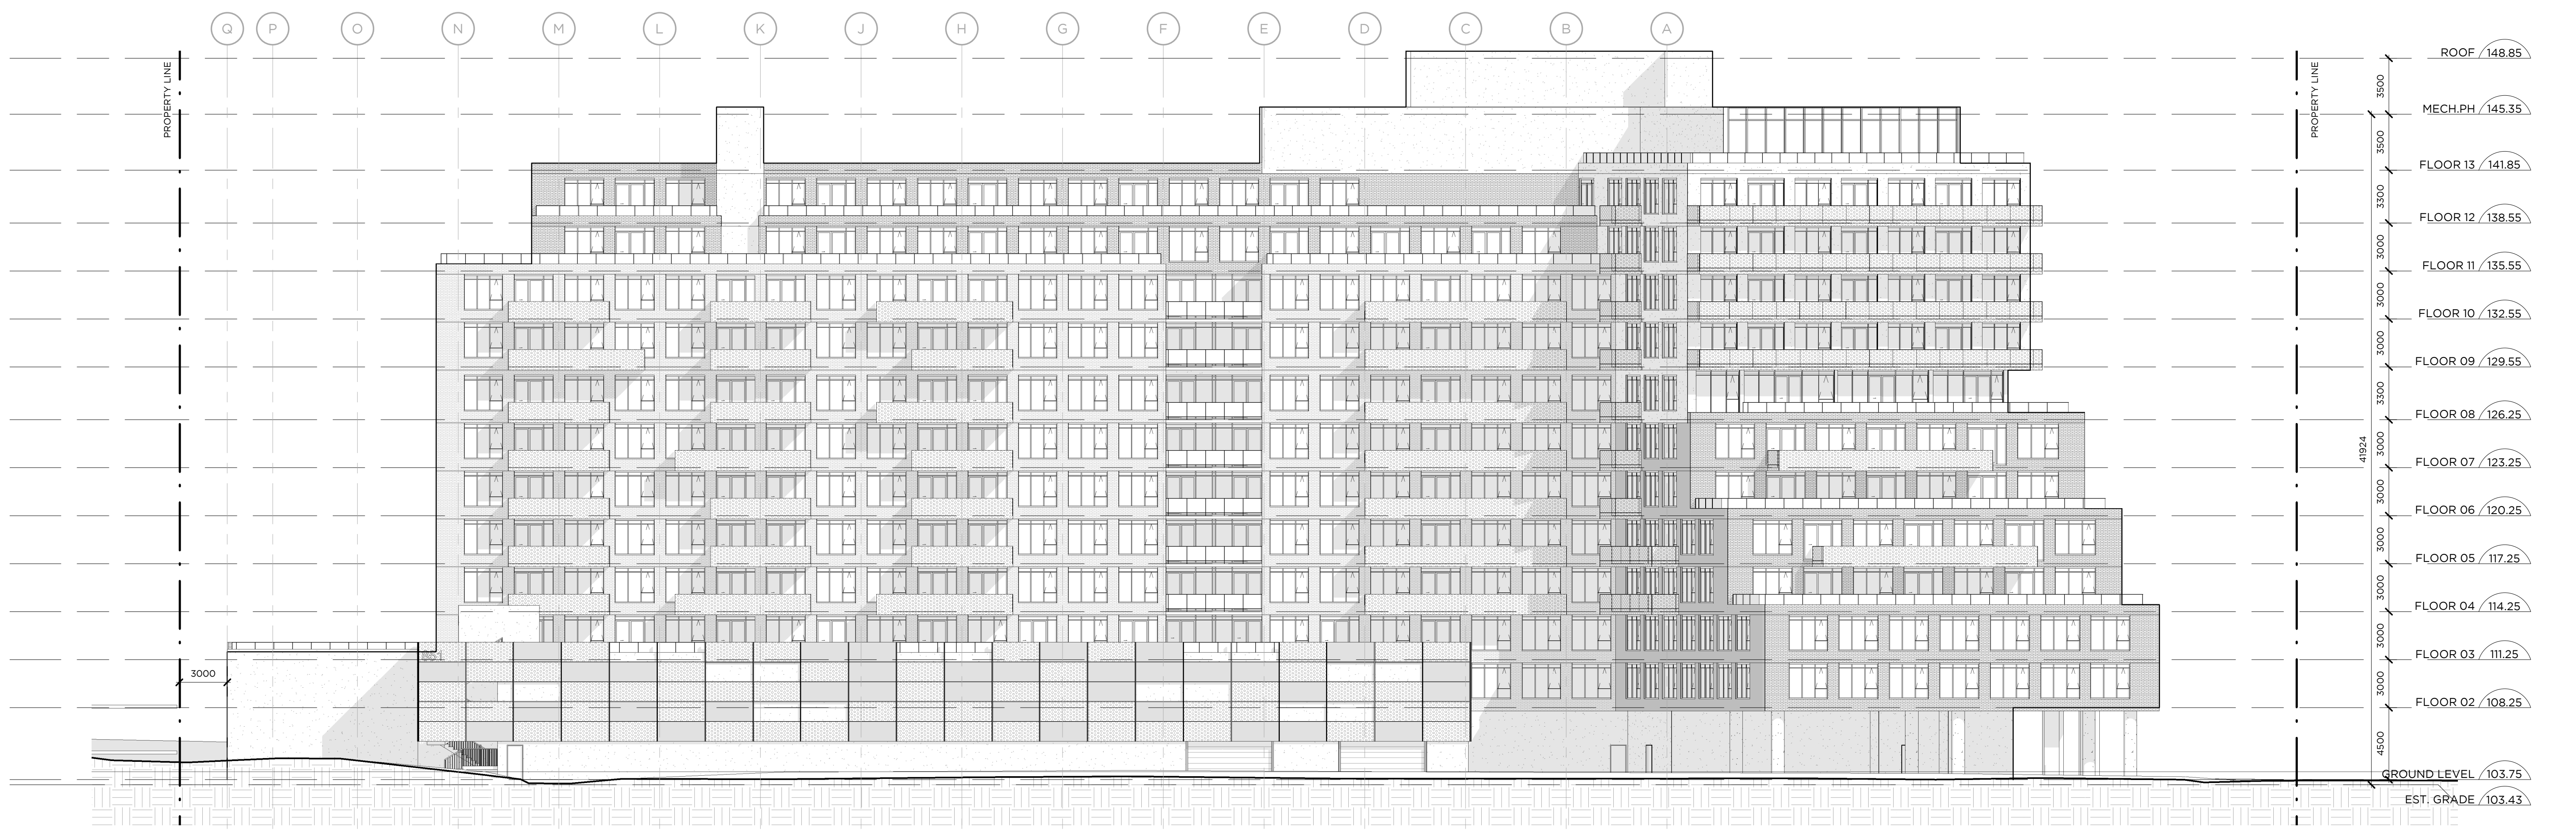 Q P O N M L K J H G F E D C B A
PROPERTY LINE
PROPERTY LINE
ROOF 148.85
3500
MECH.PH 145.35
3500
FLOOR 13 141.85
3300
FLOOR 12 138.55
3000
FLOOR 11 135.55
3000
FLOOR 10 132.55
3000
FLOOR 09 129.55
3300
FLOOR 08 126.25
3000
41924
FLOOR 07 123.25
3000
FLOOR 06 120.25
3000
FLOOR 05 117.25
3000
FLOOR 04 114.25
3000
FLOOR 03 111.25
3000
3000
FLOOR 02 108.25
4500
GROUND LEVEL 103.75
EST. GRADE 103.43